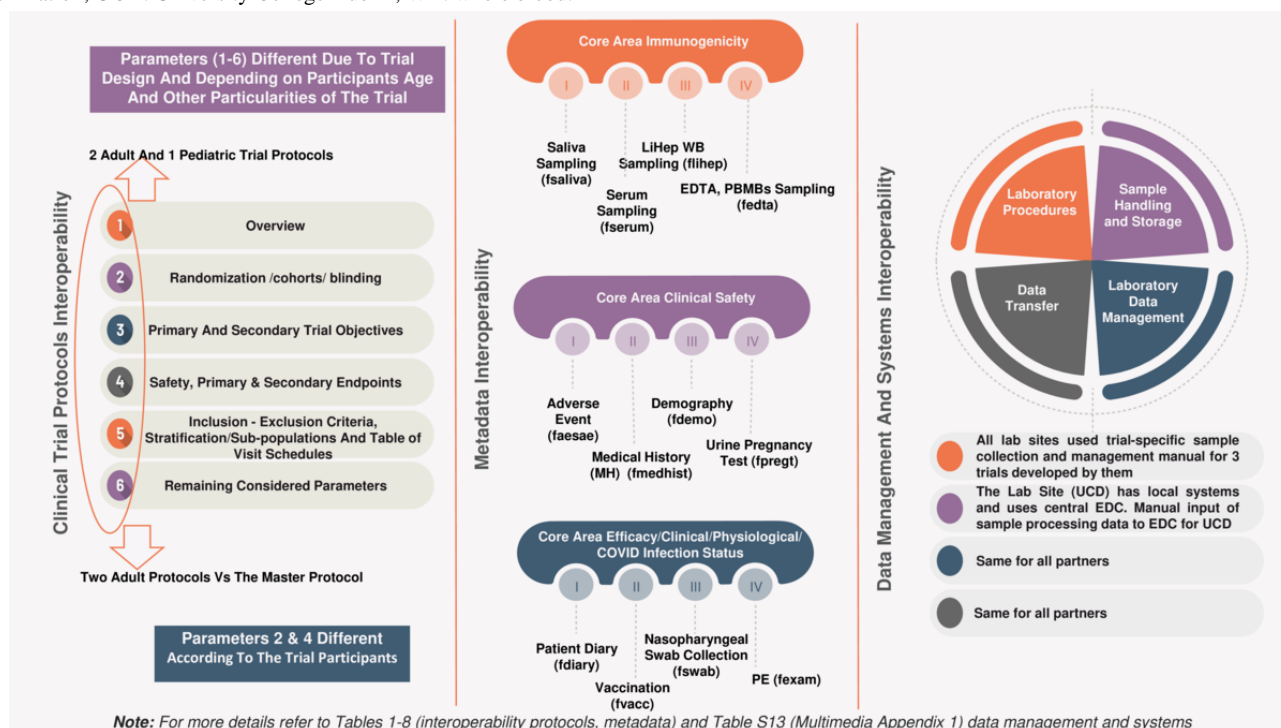 Parameters (1-6) Different Due To Trial
Design And Depending on Participants Age
And Other Particularities of The Trial
2 Adult And 1 Pediatric Trial Protocols
Clinical Trial Protocols Interoperability
1
Overview
2
Randomization /cohorts/ blinding
3
Primary And Secondary Trial Objectives
4
Safety, Primary & Secondary Endpoints
5
Inclusion - Exclusion Criteria,
Stratification/Sub-populations And Table of
Visit Schedules
6
Remaining Considered Parameters
Two Adult Protocols Vs The Master Protocol
Parameters 2 & 4 Different
According To The Trial Participants
Metadata Interoperability
Core Area Immunogenicity
I
II
III
IV
Saliva
Sampling
(fsaliva)
Serum
Sampling
(fserum)
LiHep WB
Sampling (flihep)
EDTA, PBMBs Sampling
(fedta)
Core Area Clinical Safety
I
II
III
IV
Adverse
Event
(faesae)
Medical History
(MH) (fmedhist)
Demography
(fdemo)
Urine Pregnancy
Test (fpregt)
Core Area Efficacy/Clinical/Physiological/
COVID Infection Status
I
II
III
IV
Patient Diary
(fdiary)
Vaccination
(fvacc)
Nasopharyngeal
Swab Collection
(fswab)
PE (fexam)
Data Management And Systems Interoperability
Laboratory
Procedures
Sample
Handling
and Storage
Data
Transfer
Laboratory
Data
Management
All lab sites used trial-specific sample
collection and management manual for 3
trials developed by them
The Lab Site (UCD) has local systems
and uses central EDC. Manual input of
sample processing data to EDC for UCD
Same for all partners
Same for all partners
Note: For more details refer to Tables 1-8 (interoperability protocols, metadata) and Table S13 (Multimedia Appendix 1) data management and systems